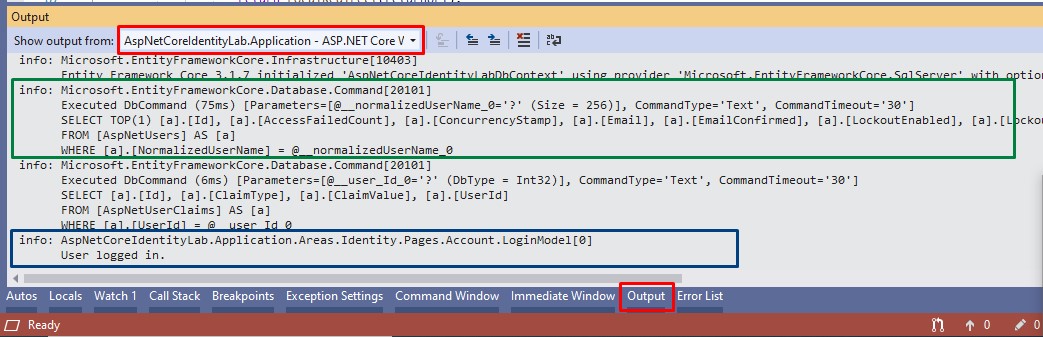 Output
Show output from: AspNetCoreIdentityLab.Application - ASP.NET Core W
info: Microsoft.EntityFrameworkCore.Infrastructure[10403]
Entity Framework Core 3.1.7 initialized 'AspNetCoreIdentityLabDbContext' using provider 'Microsoft.EntityFrameworkCore.SqlServer' with option
info: Microsoft.EntityFrameworkCore.Database.Command[20101]
Executed DbCommand (75ms) [Parameters=[@__normalizedUserName_0='?' (Size = 256)], CommandType='Text', CommandTimeout='30']
SELECT TOP(1) [a].[Id], [a].[AccessFailedCount], [a].[ConcurrencyStamp], [a].[Email], [a].[EmailConfirmed], [a].[LockoutEnabled], [a].[Lockou
FROM [AspNetUsers] AS [a]
WHERE [a].[NormalizedUserName] = @__normalizedUserName_0
info: Microsoft.EntityFrameworkCore.Database.Command[20101]
Executed DbCommand (6ms) [Parameters=[@__user_Id_0='?' (DbType = Int32)], CommandType='Text', CommandTimeout='30']
SELECT [a].[Id], [a].[ClaimType], [a].[ClaimValue], [a].[UserId]
FROM [AspNetUserClaims] AS [a]
WHERE [a].[UserId] = @__user_Id_0
info: AspNetCoreIdentityLab.Application.Areas.Identity.Pages.Account.LoginModel[0]
User logged in.
Autos Locals Watch 1 Call Stack Breakpoints Exception Settings Command Window Immediate Window Output Error List
Ready 0 0